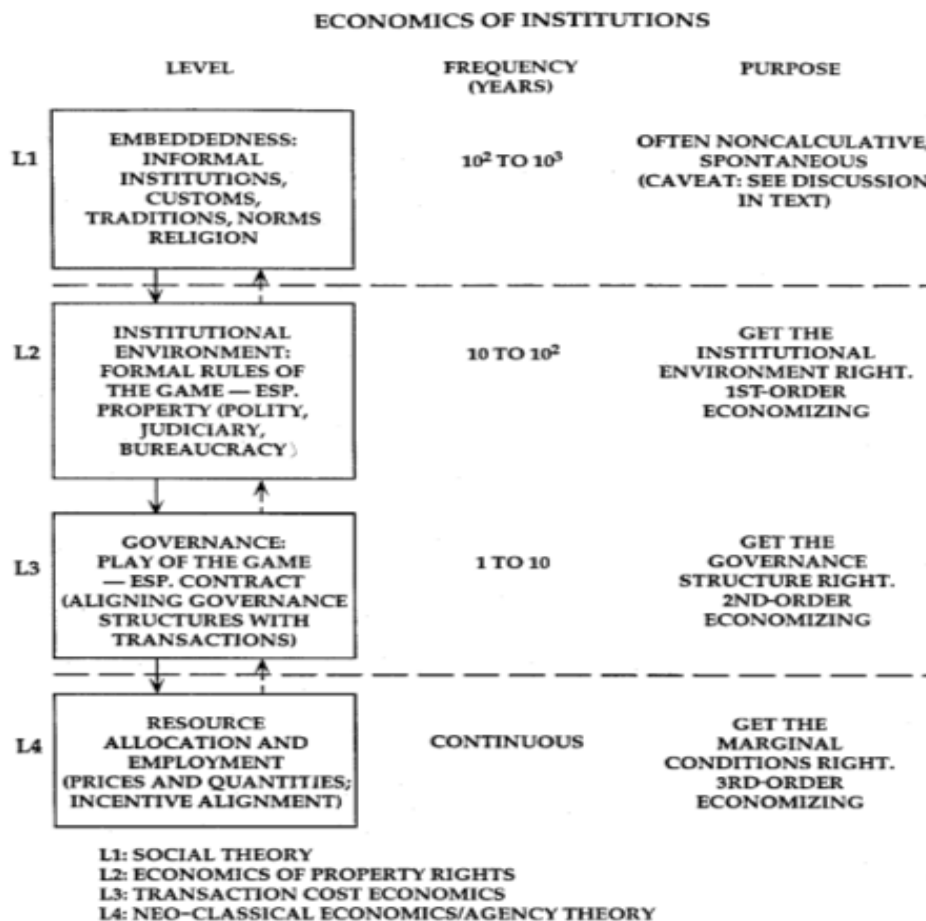 ECONOMICS OF INSTITUTIONS
LEVEL
FREQUENCY
(YEARS)
PURPOSE
L1
EMBEDDEDNESS:
INFORMAL
INSTITUTIONS,
CUSTOMS,
TRADITIONS, NORMS
RELIGION
10² TO 10³
OFTEN NONCALCULATIVE,
SPONTANEOUS
(CAVEAT: SEE DISCUSSION
IN TEXT)
L2
INSTITUTIONAL
ENVIRONMENT:
FORMAL RULES OF
THE GAME — ESP.
PROPERTY (POLITY,
JUDICIARY,
BUREAUCRACY)
10 TO 10²
GET THE
INSTITUTIONAL
ENVIRONMENT RIGHT.
1ST-ORDER
ECONOMIZING
L3
GOVERNANCE:
PLAY OF THE GAME
— ESP. CONTRACT
(ALIGNING GOVERNANCE
STRUCTURES WITH
TRANSACTIONS)
1 TO 10
GET THE
GOVERNANCE
STRUCTURE RIGHT.
2ND-ORDER
ECONOMIZING
L4
RESOURCE
ALLOCATION AND
EMPLOYMENT
(PRICES AND QUANTITIES;
INCENTIVE ALIGNMENT)
CONTINUOUS
GET THE
MARGINAL
CONDITIONS RIGHT.
3RD-ORDER
ECONOMIZING
L1: SOCIAL THEORY
L2: ECONOMICS OF PROPERTY RIGHTS
L3: TRANSACTION COST ECONOMICS
L4: NEO-CLASSICAL ECONOMICS/AGENCY THEORY